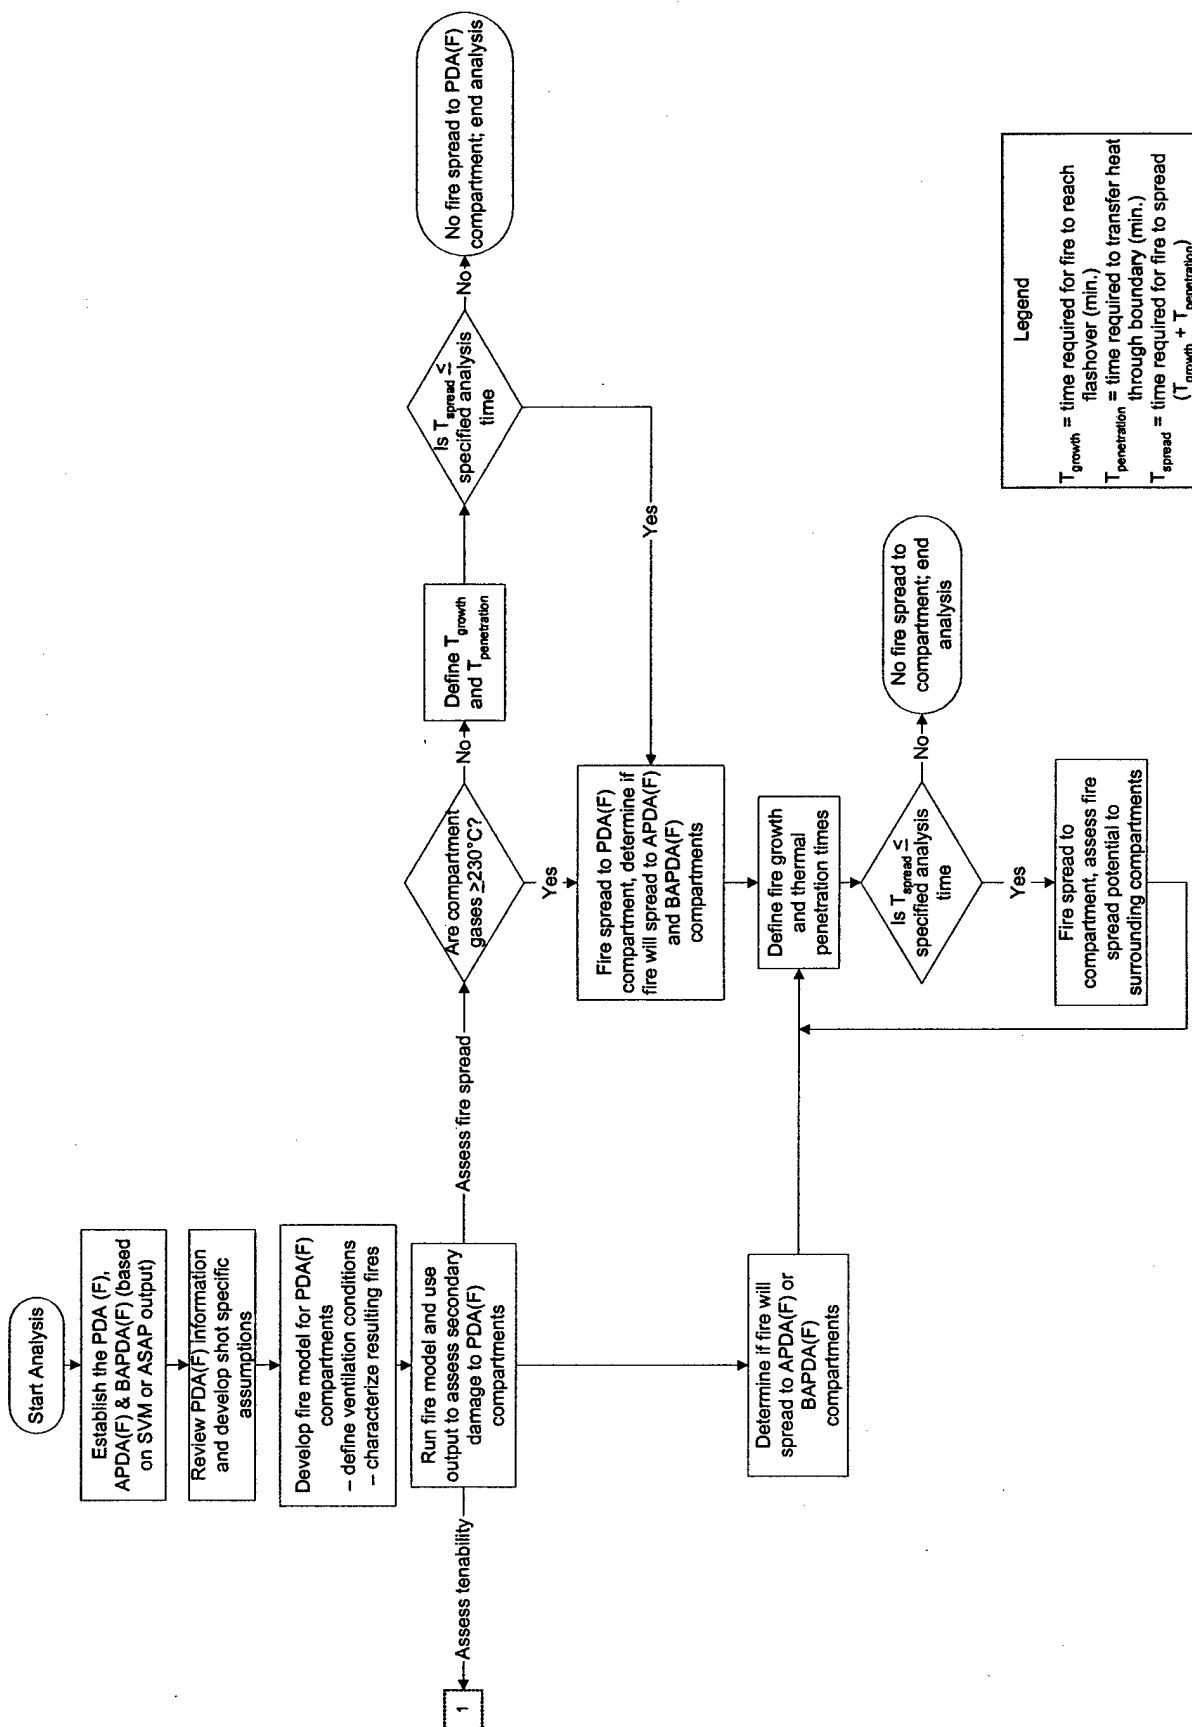 Start Analysis
Establish the PDA (F),
APDA(F) & BAPDA(F) (based
on SVM or ASAP output)
Review PDA(F) information
and develop shot specific
assumptions
Develop fire model for PDA(F)
compartments
– define ventilation conditions
– characterize resulting fires
1
Assess tenability
Run fire model and use
output to assess secondary
damage to PDA(F)
compartments
Assess fire spread
Are compartment
gases ≥230°C?
No
Define Tgrowth
and Tpenetration
Is Tspread ≤
specified analysis
time
No
No fire spread to PDA(F)
compartment; end analysis
Yes
Yes
Fire spread to PDA(F)
compartment, determine if
fire will spread to APDA(F)
and BAPDA(F)
compartments
Determine if fire will
spread to APDA(F) or
BAPDA(F)
compartments
Define fire growth
and thermal
penetration times
Is Tspread ≤
specified analysis
time
No
No fire spread to
compartment; end
analysis
Yes
Fire spread to
compartment, assess fire
spread potential to
surrounding compartments
Legend
Tgrowth = time required for fire to reach
flashover (min.)
Tpenetration = time required to transfer heat
through boundary (min.)
Tspread = time required for fire to spread
(Tgrowth + Tpenetration)